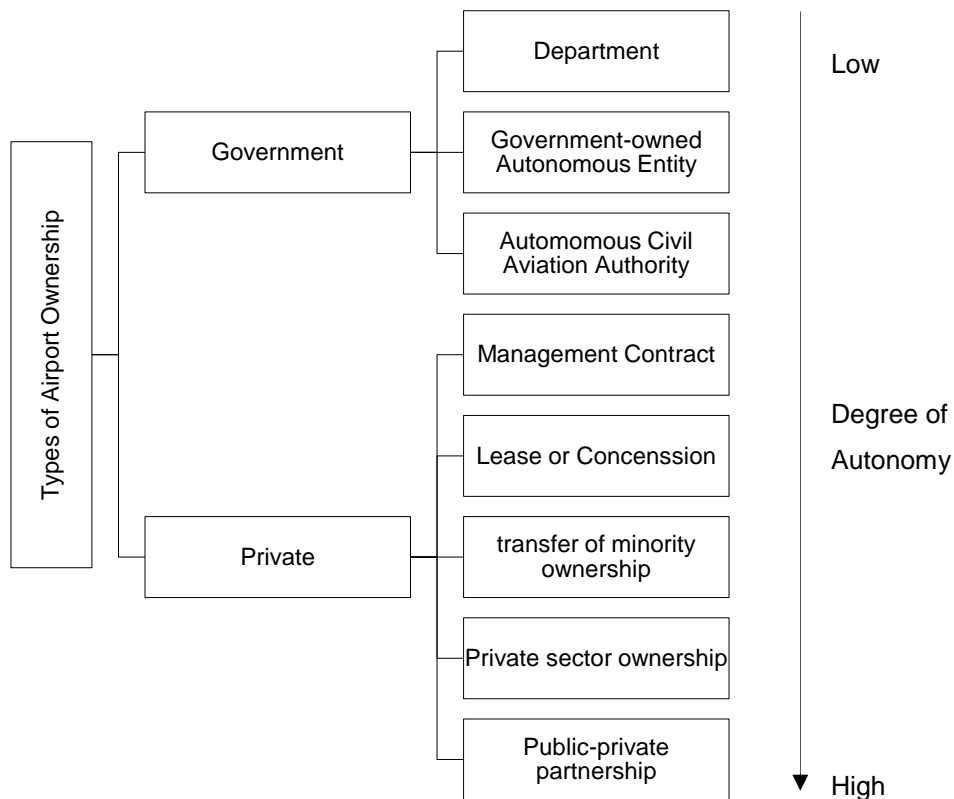 Types of Airport Ownership
Government
Private
Department
Government-owned
Autonomous Entity
Automomous Civil
Aviation Authority
Management Contract
Lease or Concenssion
transfer of minority
ownership
Private sector ownership
Public-private
partnership
Low
Degree of
Autonomy
High